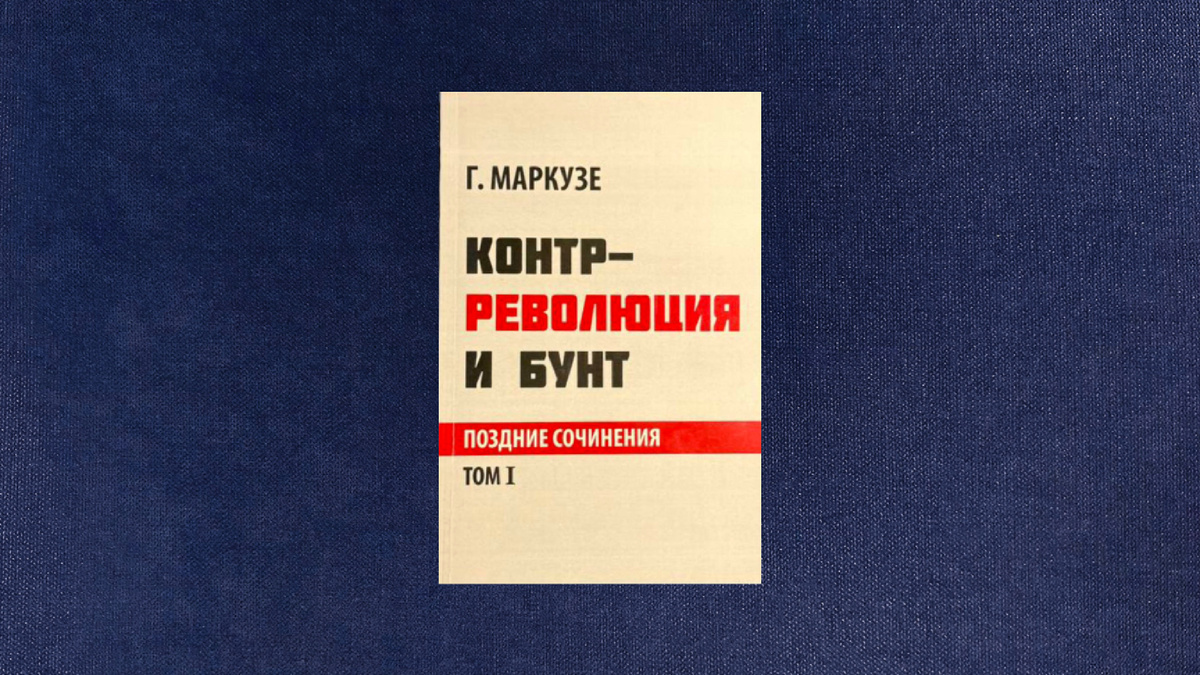 Г. МАРКУЗЕ
КОНТР–
РЕВОЛЮЦИЯ
И БУНТ
ПОЗДНИЕ СОЧИНЕНИЯ
ТОМ I